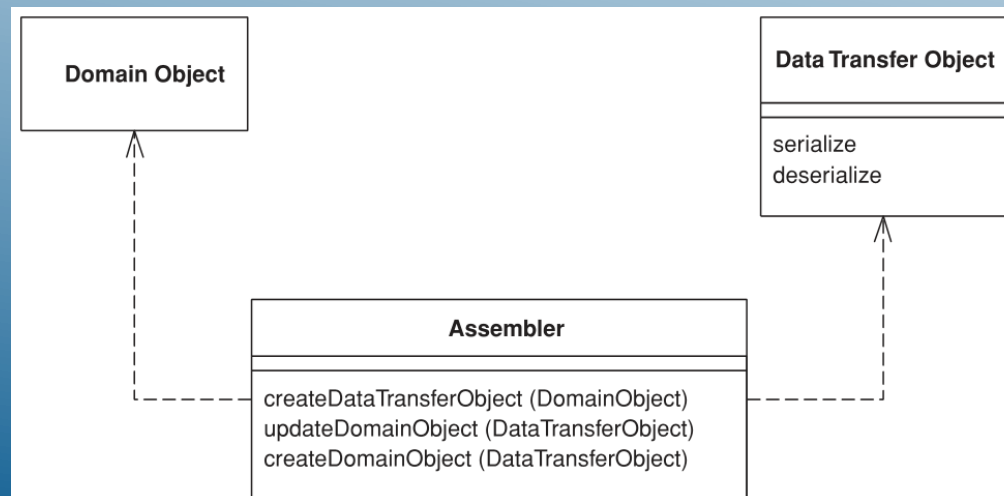 Domain Object
Data Transfer Object
serialize
deserialize
Assembler
createDataTransferObject (DomainObject)
updateDomainObject (DataTransferObject)
createDomainObject (DataTransferObject)